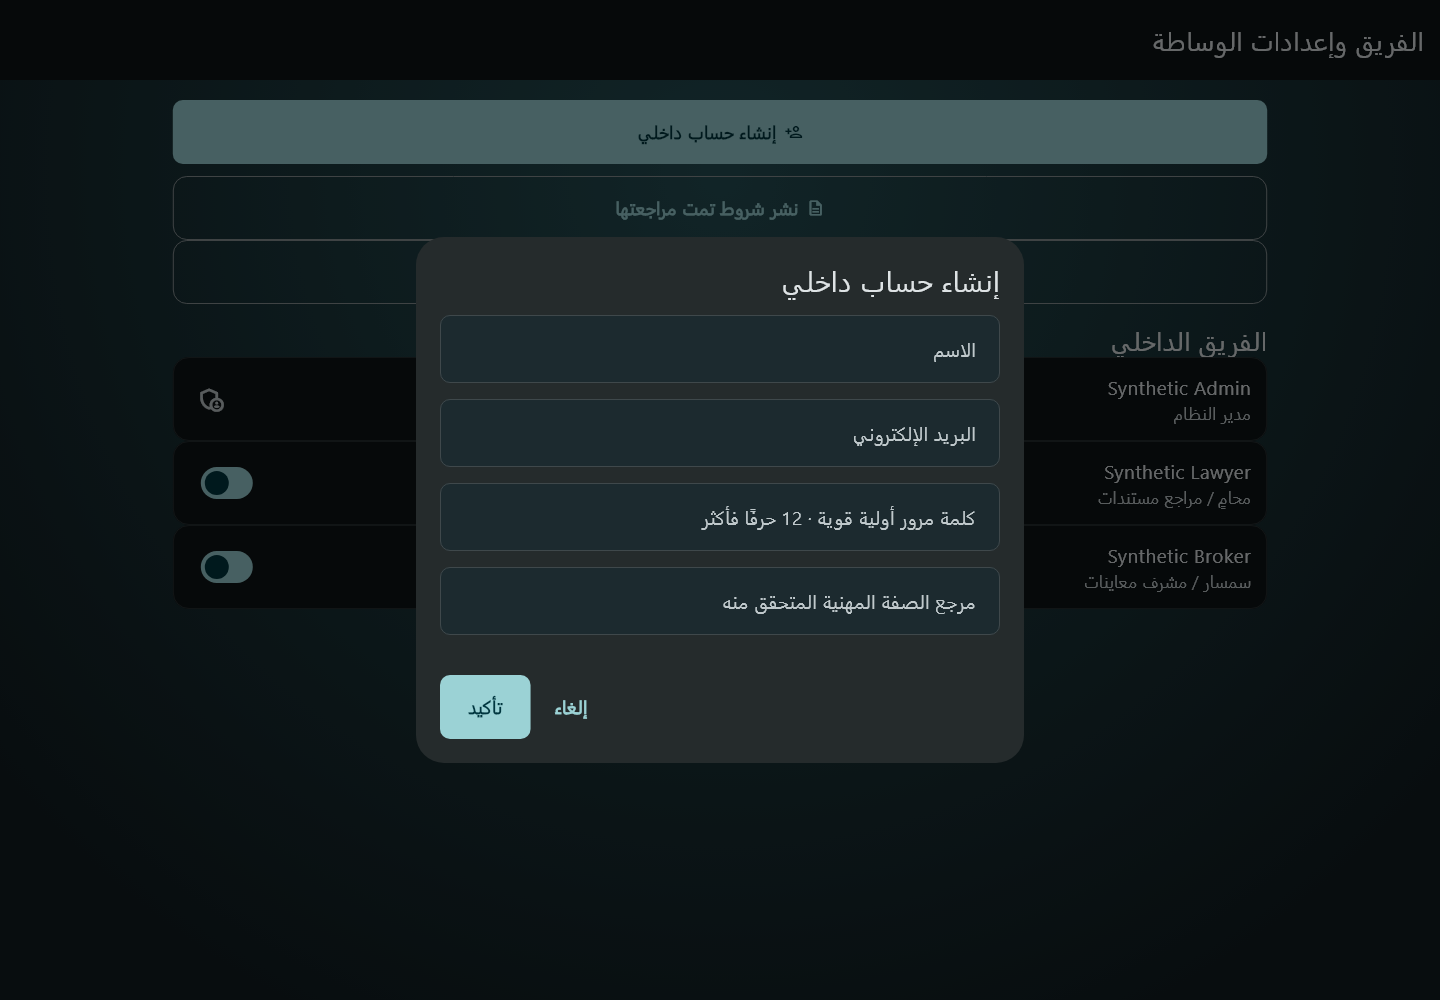 الفريق وإعدادات الوساطة
إنشاء حساب داخلي
نشر شروط تمت مراجعتها
إنشاء حساب داخلي
الاسم
البريد الإلكتروني
كلمة مرور أولية قوية · 12 حرفًا فأكثر
مرجع الصفة المهنية المتحقق منه
إلغاء
تأكيد
الفريق الداخلي
Synthetic Admin
مدير النظام
Synthetic Lawyer
محامٍ / مراجع مستندات
Synthetic Broker
سمسار / مشرف معاينات